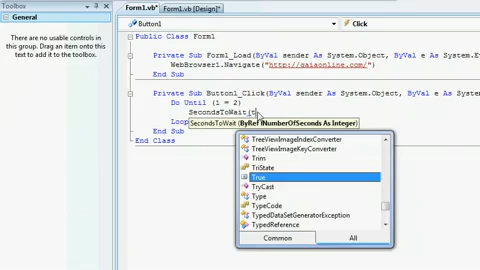 Toolbox
General
There are no usable controls in
this group. Drag an item onto this
text to add it to the toolbox.
Form1.vb*
Form1.vb [Design]*
Button1
Click
Public Class Form1
Private Sub Form1_Load(ByVal sender As System.Object, ByVal e As System.Ev
WebBrowser1.Navigate("http://gaiaonline.com/")
End Sub
Private Sub Button1_Click(ByVal sender As System.Object, ByVal e As System
Do Until (1 = 2)
SecondsToWait(t
SecondsToWait (ByRef iNumberOfSeconds As Integer)
Loop
End Sub
End Class
TreeViewImageIndexConverter
TreeViewImageKeyConverter
Trim
TriState
True
TryCast
Type
TypeCode
TypedDataSetGeneratorException
TypedReference
Common
All